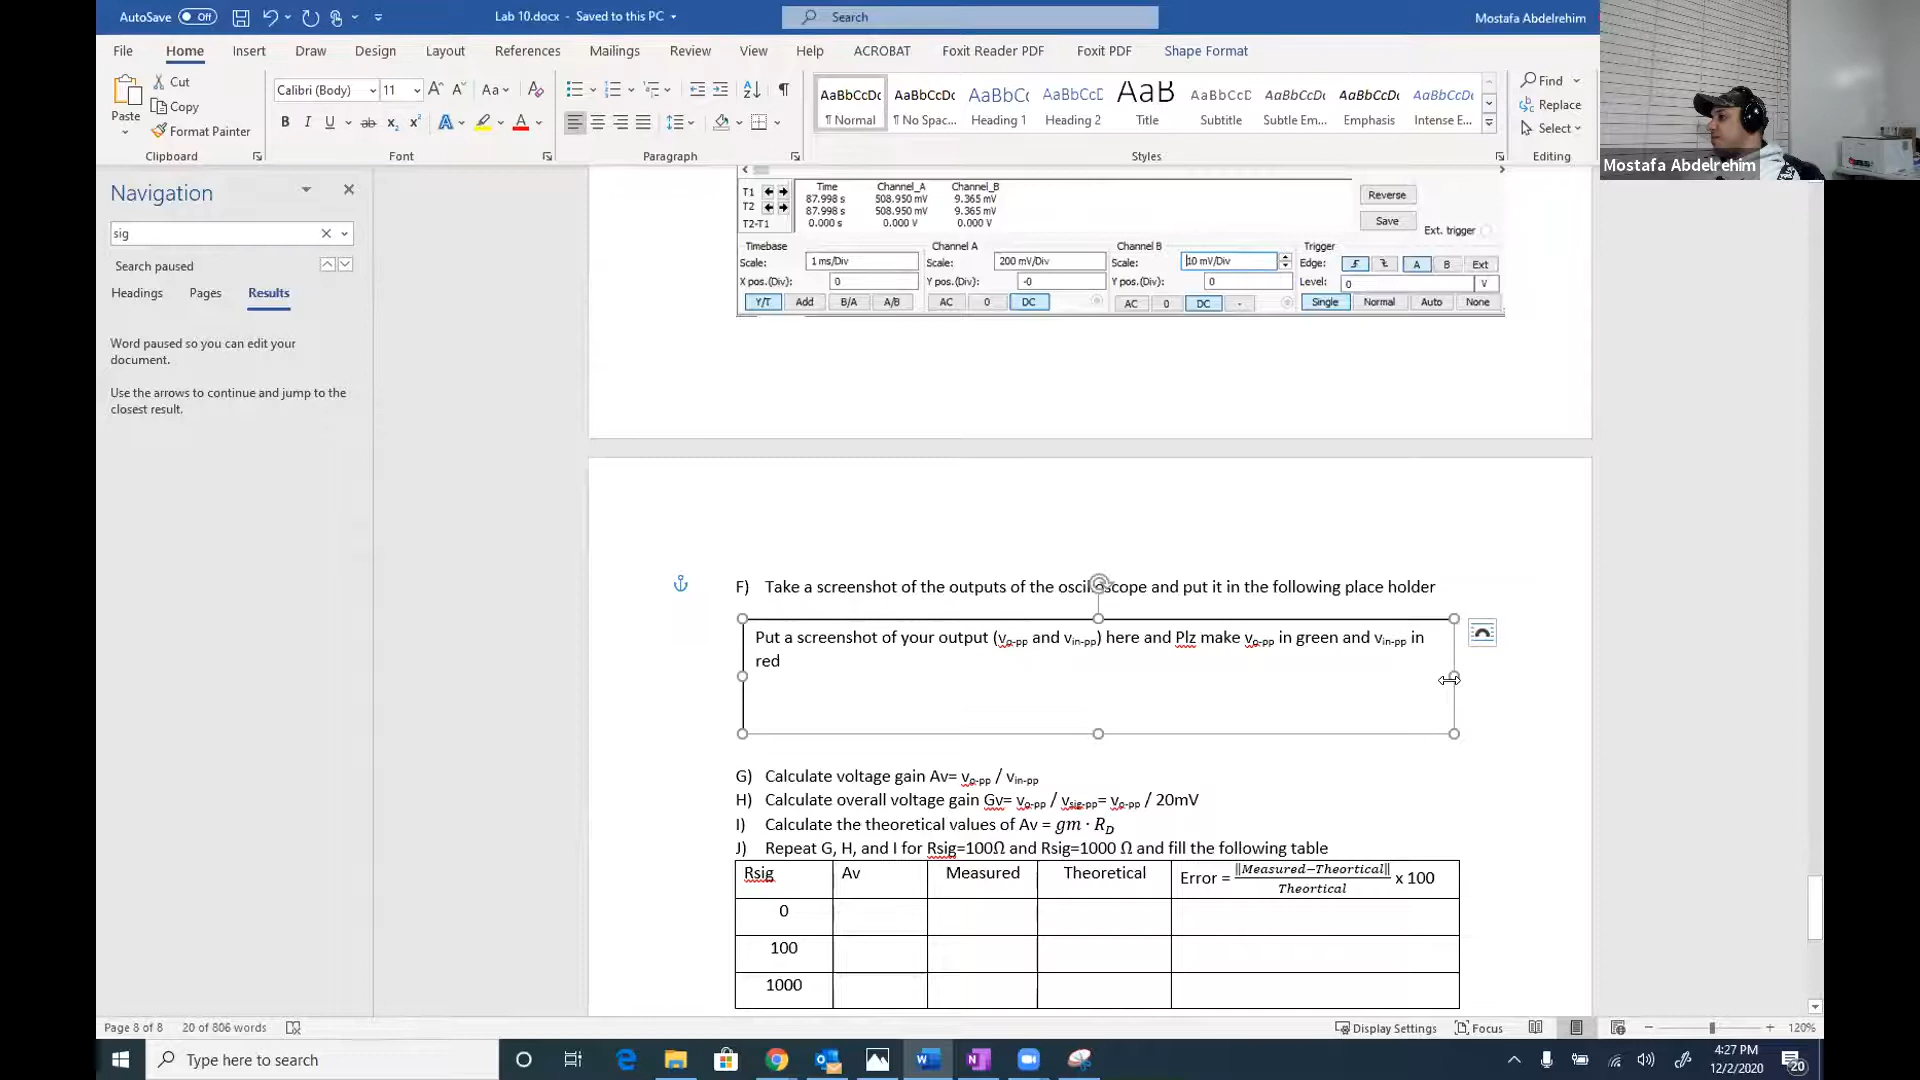 AutoSave Off
Lab 10.docx - Saved to this PC
Search
Mostafa Abdelrehim
File Home Insert Draw Design Layout References Mailings Review View Help ACROBAT Foxit Reader PDF Foxit PDF Shape Format
Paste
Cut
Copy
Format Painter
Clipboard
Calibri (Body) 11
Font
Paragraph
AaBbCcDc AaBbCcDc AaBbCc AaBbCcD AaB AaBbCcD AaBbCcDt AaBbCcDt AaBbCcDt
¶ Normal ¶ No Spac... Heading 1 Heading 2 Title Subtitle Subtle Em... Emphasis Intense E...
Styles
Find
Replace
Select
Editing
Mostafa Abdelrehim
Navigation
sig
Search paused
Headings Pages Results
Word paused so you can edit your
document.
Use the arrows to continue and jump to the
closest result.
Time Channel_A Channel_B
T1 87.998 s 508.950 mV 9.365 mV
T2 87.998 s 508.950 mV 9.365 mV
T2-T1 0.000 s 0.000 V 0.000 V
Reverse
Save
Ext. trigger
Timebase Channel A Channel B Trigger
Scale: 1 ms/Div Scale: 200 mV/Div Scale: 10 mV/Div Edge: A B Ext
X pos.(Div): 0 Y pos.(Div): -0 Y pos.(Div): 0 Level: 0 V
Y/T Add B/A A/B AC 0 DC AC 0 DC - Single Normal Auto None
F) Take a screenshot of the outputs of the oscilloscope and put it in the following place holder
Put a screenshot of your output (vo-pp and vin-pp) here and Plz make vo-pp in green and vin-pp in
red
G) Calculate voltage gain Av= vo-pp / vin-pp
H) Calculate overall voltage gain Gv= vo-pp / vsig-pp= vo-pp / 20mV
I) Calculate the theoretical values of Av = gm · RD
J) Repeat G, H, and I for Rsig=100Ω and Rsig=1000 Ω and fill the following table
Rsig Av Measured Theoretical Error = ‖Measured−Theortical‖ / Theortical x 100
0
100
1000
Page 8 of 8 20 of 806 words
Display Settings Focus 120%
Type here to search
4:27 PM
12/2/2020
20